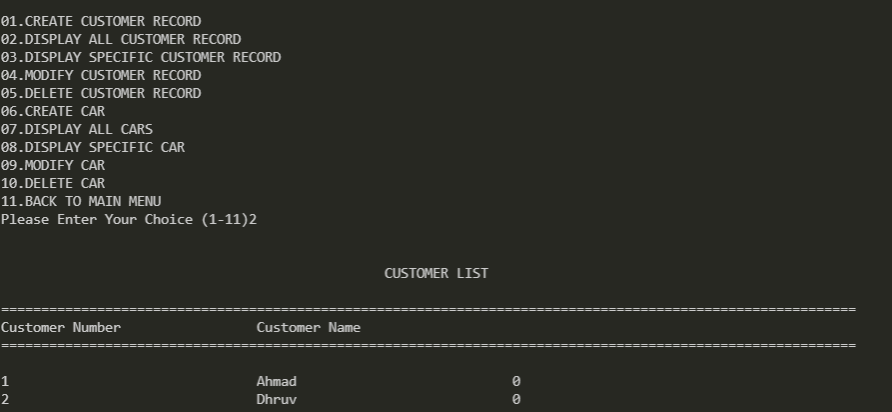 01.CREATE CUSTOMER RECORD
02.DISPLAY ALL CUSTOMER RECORD
03.DISPLAY SPECIFIC CUSTOMER RECORD
04.MODIFY CUSTOMER RECORD
05.DELETE CUSTOMER RECORD
06.CREATE CAR
07.DISPLAY ALL CARS
08.DISPLAY SPECIFIC CAR
09.MODIFY CAR
10.DELETE CAR
11.BACK TO MAIN MENU
Please Enter Your Choice (1-11)2
CUSTOMER LIST
===========================================================================================================
Customer Number Customer Name
===========================================================================================================
1 Ahmad 0
2 Dhruv 0